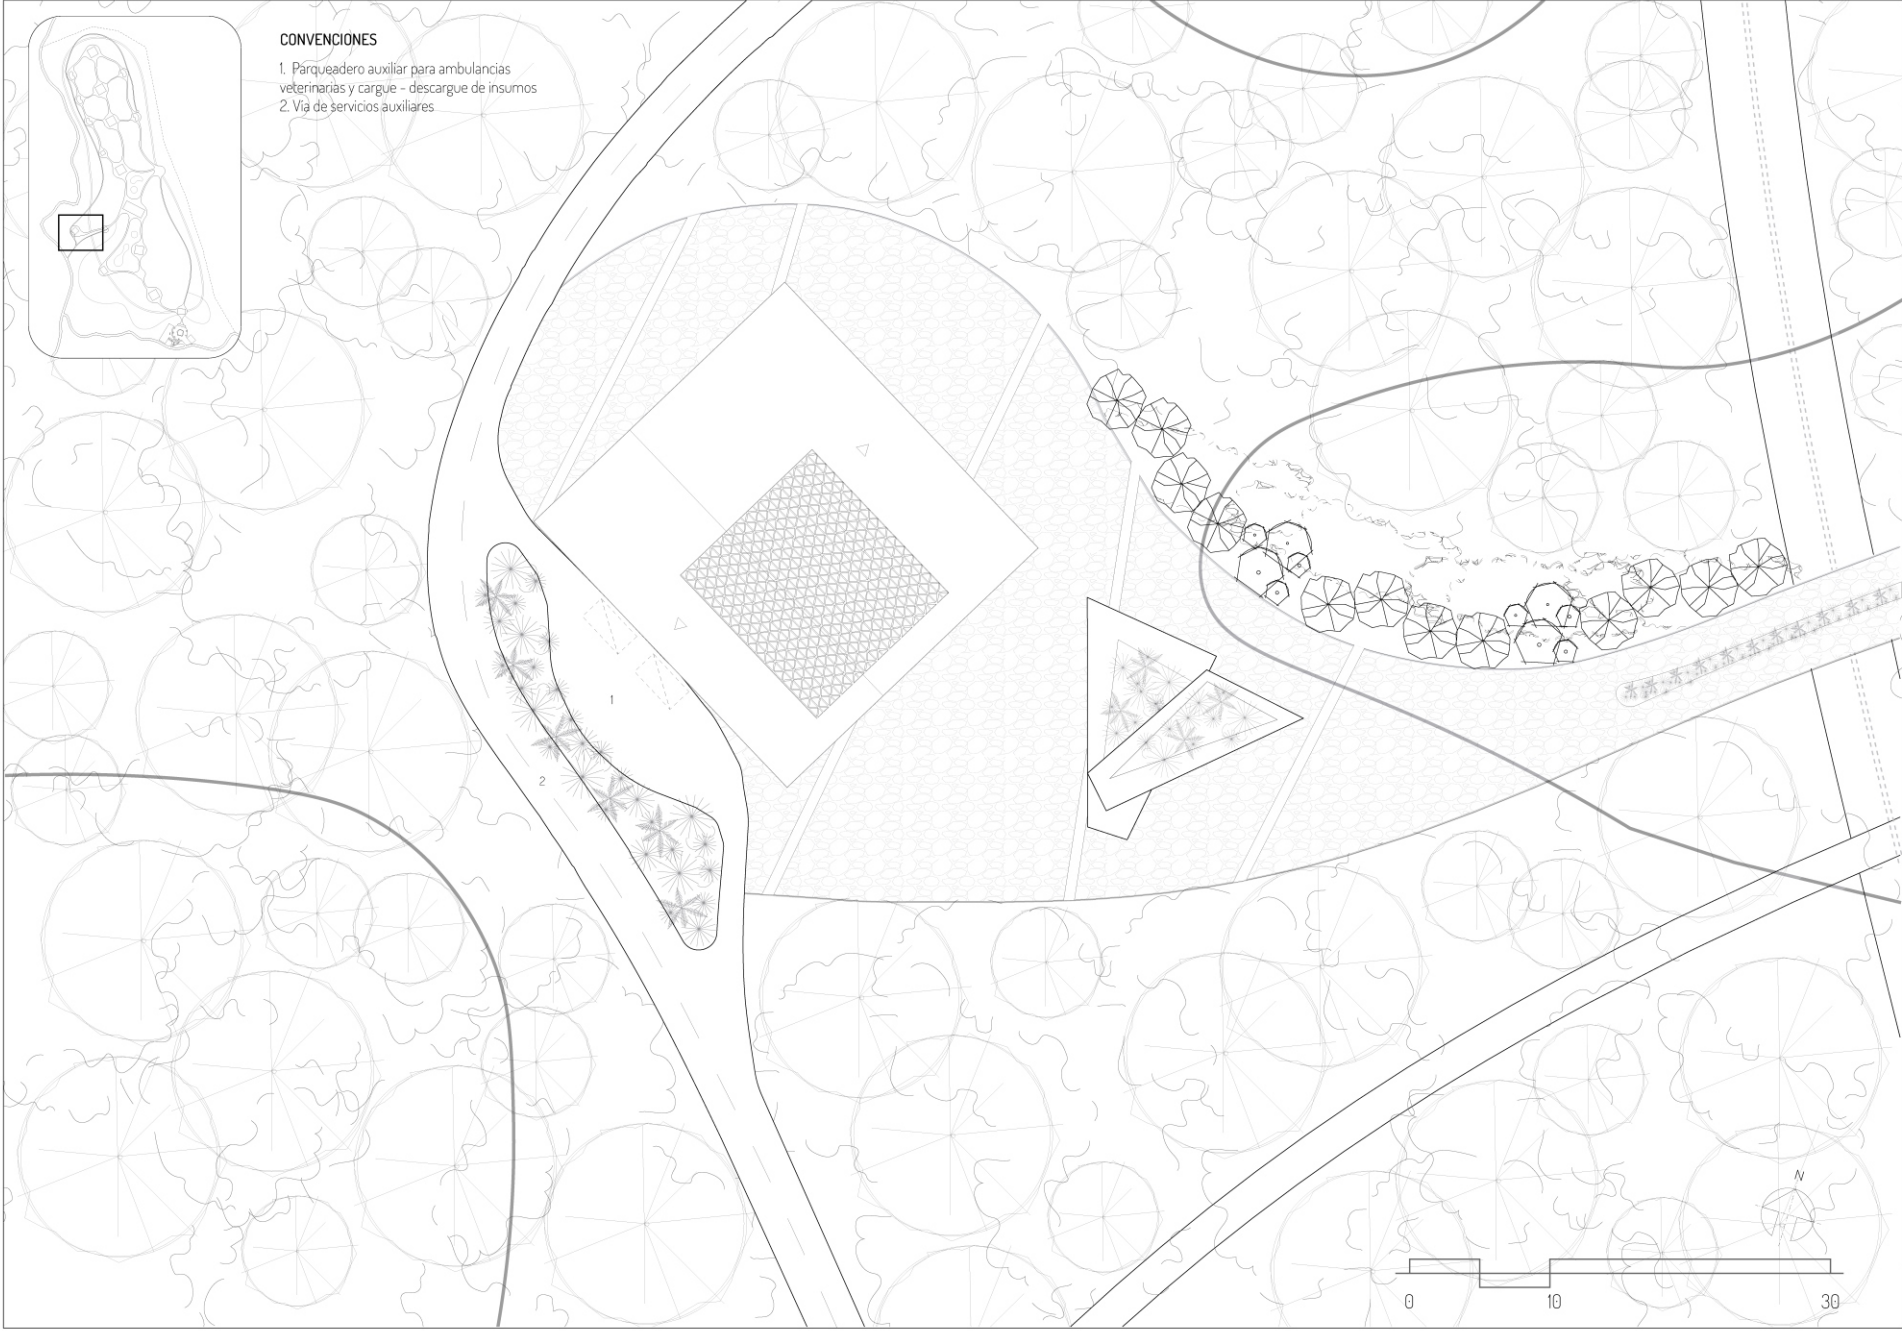 CONVENCIONES
1. Parqueadero auxiliar para ambulancias
veterinarias y cargue - descargue de insumos
2. Vía de servicios auxiliares
1
2
N
0 10 30